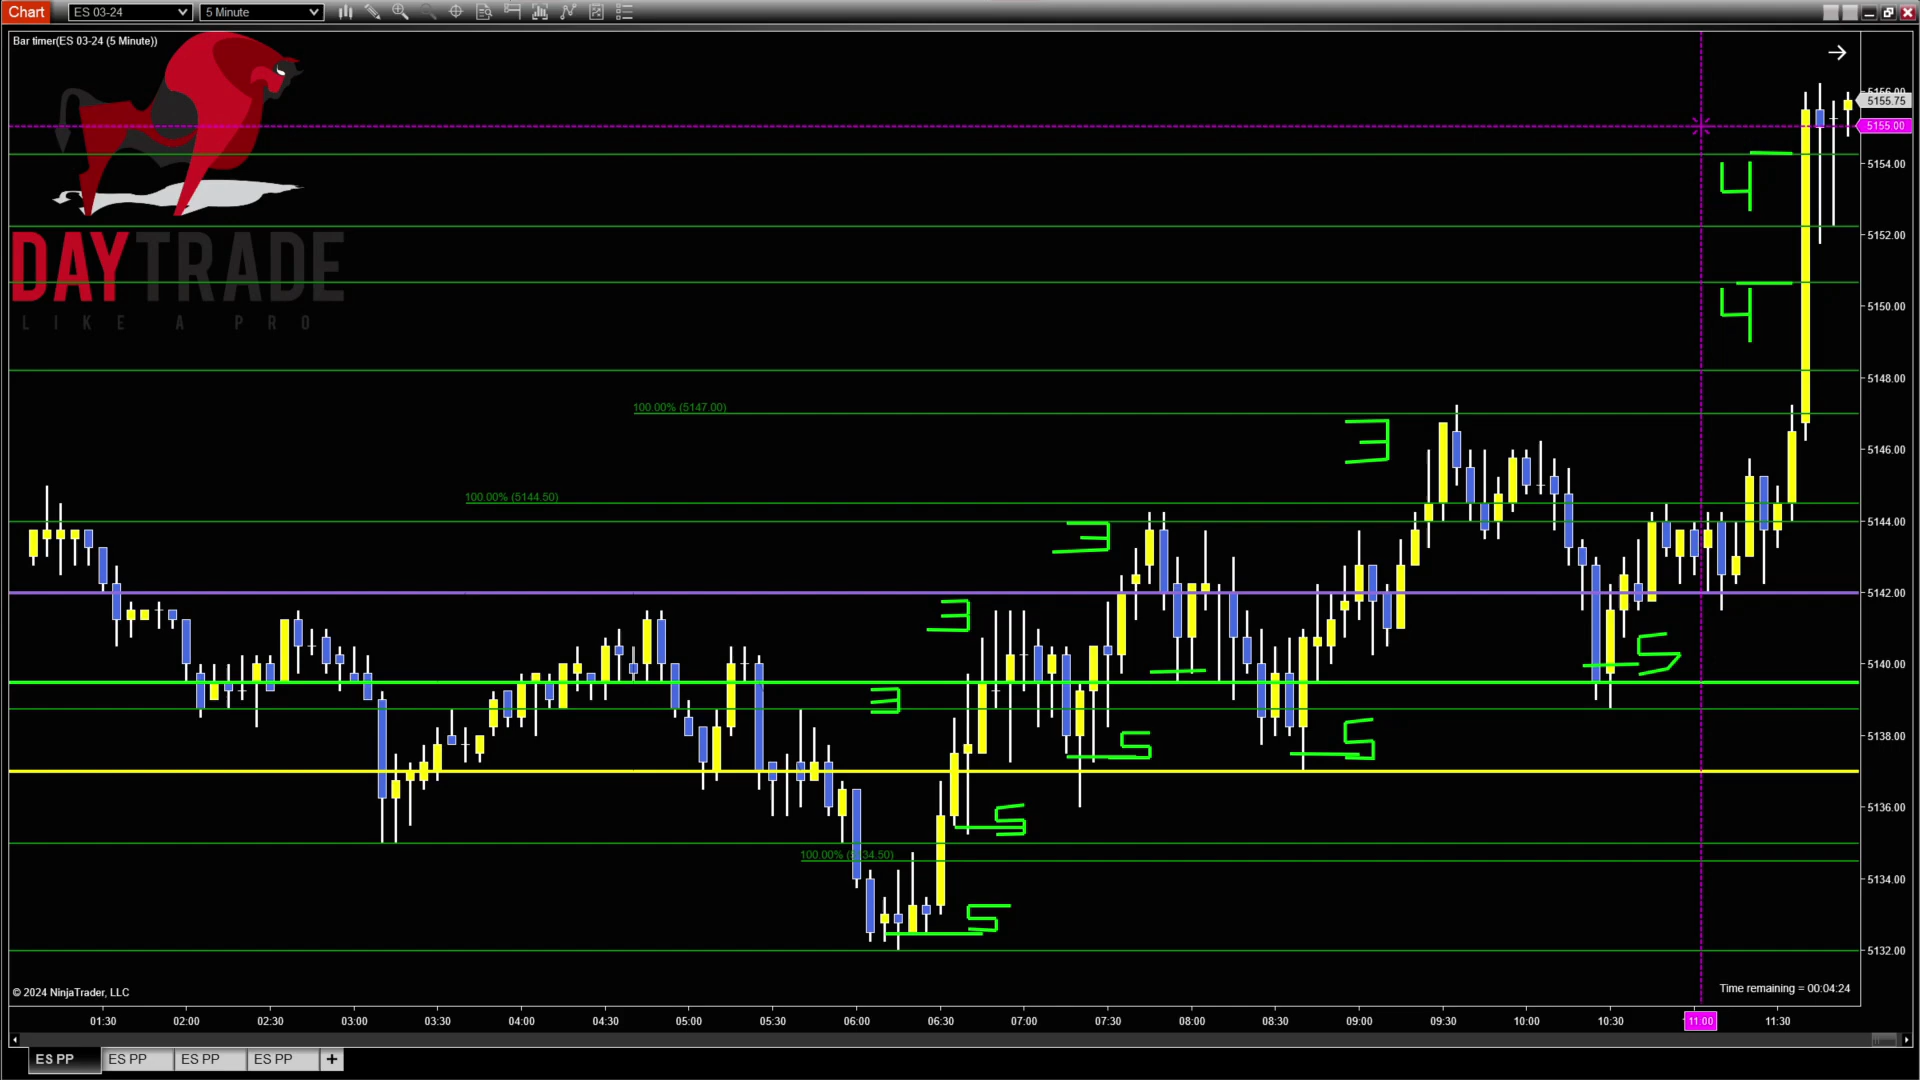 Chart
ES 03-24
5 Minute
Bar timer(ES 03-24 (5 Minute))
5156.00
5155.75
5155.00
4
5154.00
DAYTRADE
5152.00
LIKE A PRO
4
5150.00
5148.00
100.00% (5147.00)
3
5146.00
100.00% (5144.50)
5144.00
3
5142.00
3
5
5140.00
3
5
5
5138.00
5
5136.00
100.00% (5134.50)
5134.00
5
5132.00
© 2024 NinjaTrader, LLC
Time remaining = 00:04:24
01:30 02:00 02:30 03:00 03:30 04:00 04:30 05:00 05:30 06:00 06:30 07:00 07:30 08:00 08:30 09:00 09:30 10:00 10:30 11:00 11:30
ES PP ES PP ES PP ES PP +